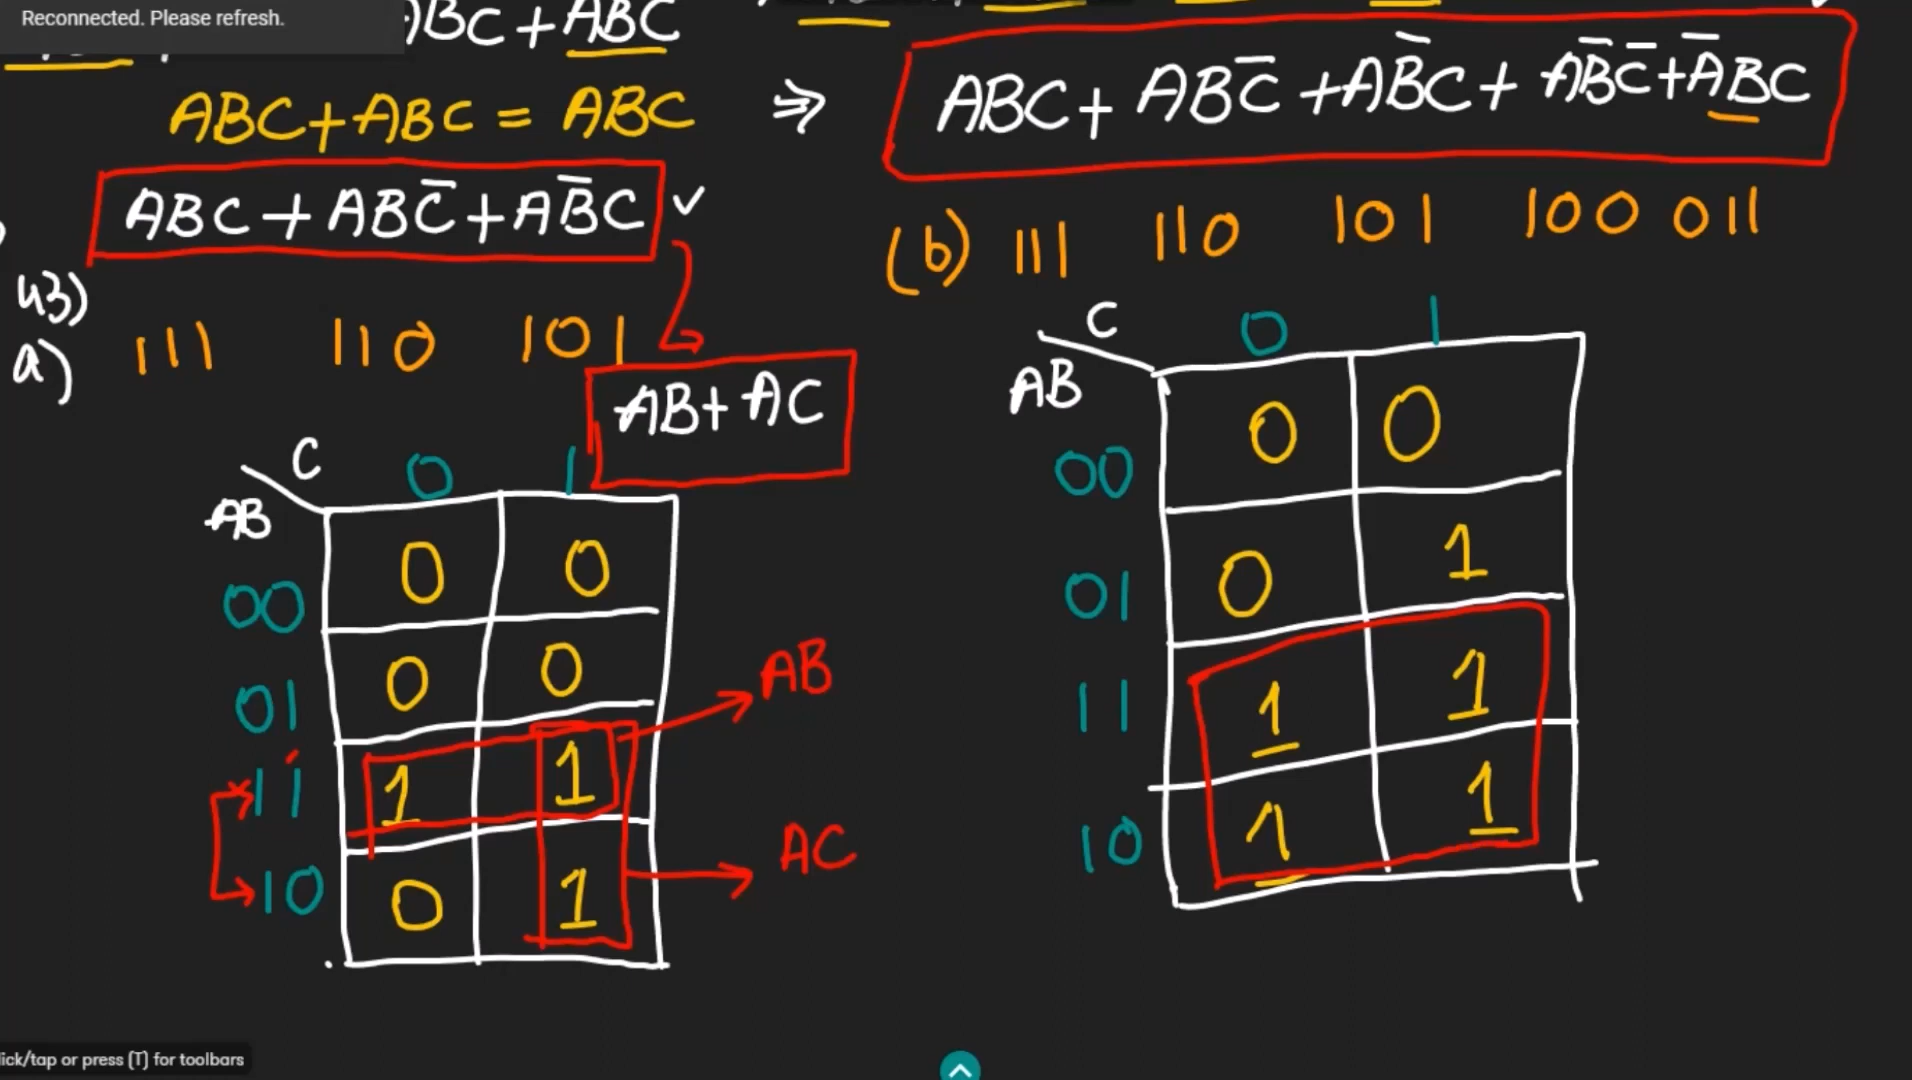 Reconnected. Please refresh.
ABC + ABC
ABC + ABC = ABC ⇒
ABC + ABC̅ + AB̅C ✓
43)
a) 111 110 101
AB + AC
C
AB
0 1
00 0 0
01 0 0
11 1 1
10 0 1
AB
AC
ABC + ABC̅ + AB̅C + AB̅C̅ + A̅BC
(b) 111 110 101 100 011
C
AB
0 1
00 0 0
01 0 1
11 1 1
10 1 1
lick/tap or press (T) for toolbars